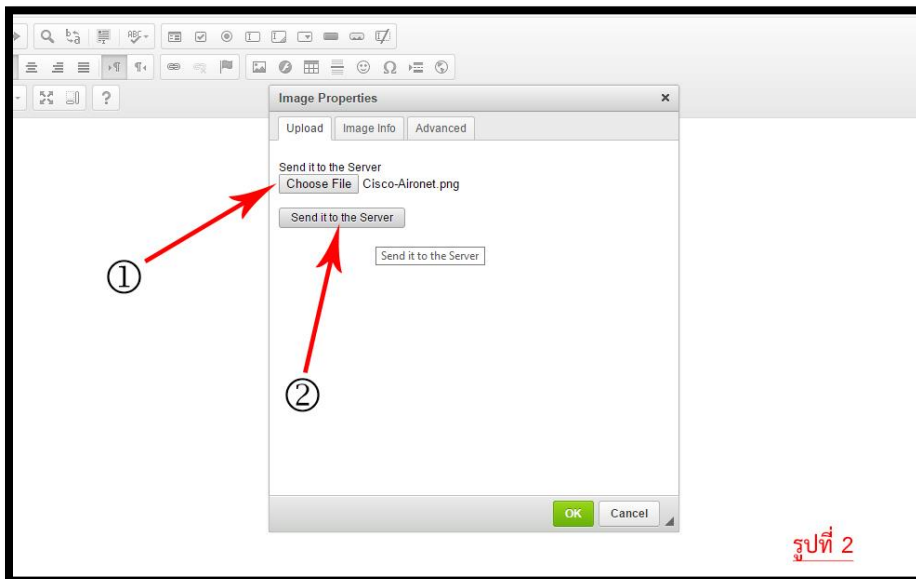 Image Properties x
Upload Image Info Advanced
Send it to the Server
Choose File Cisco-Aironet.png
Send it to the Server
Send it to the Server
①
②
OK Cancel
รูปที่ 2